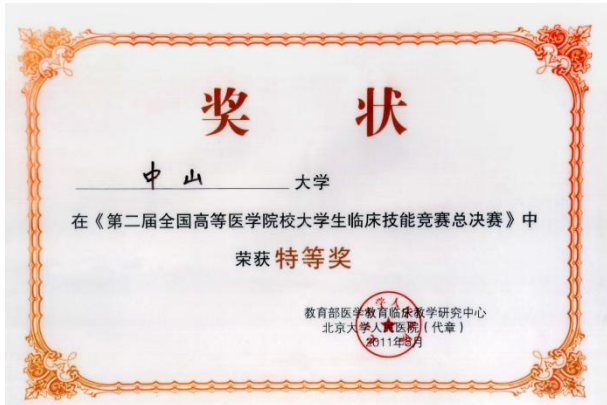 奖 状
中山 大学
在《第二届全国高等医学院校大学生临床技能竞赛总决赛》中
荣获 特等奖
教育部医学教育临床教学研究中心
北京大学人民医院（代章）
2011年5月